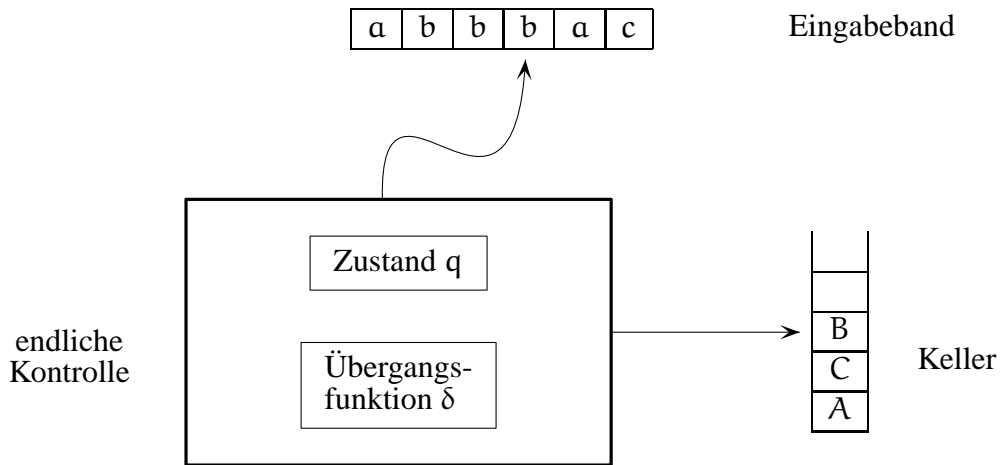 a b b b a c
Eingabeband
Zustand q
endliche
Kontrolle
Übergangs-
funktion δ
B
C
A
Keller